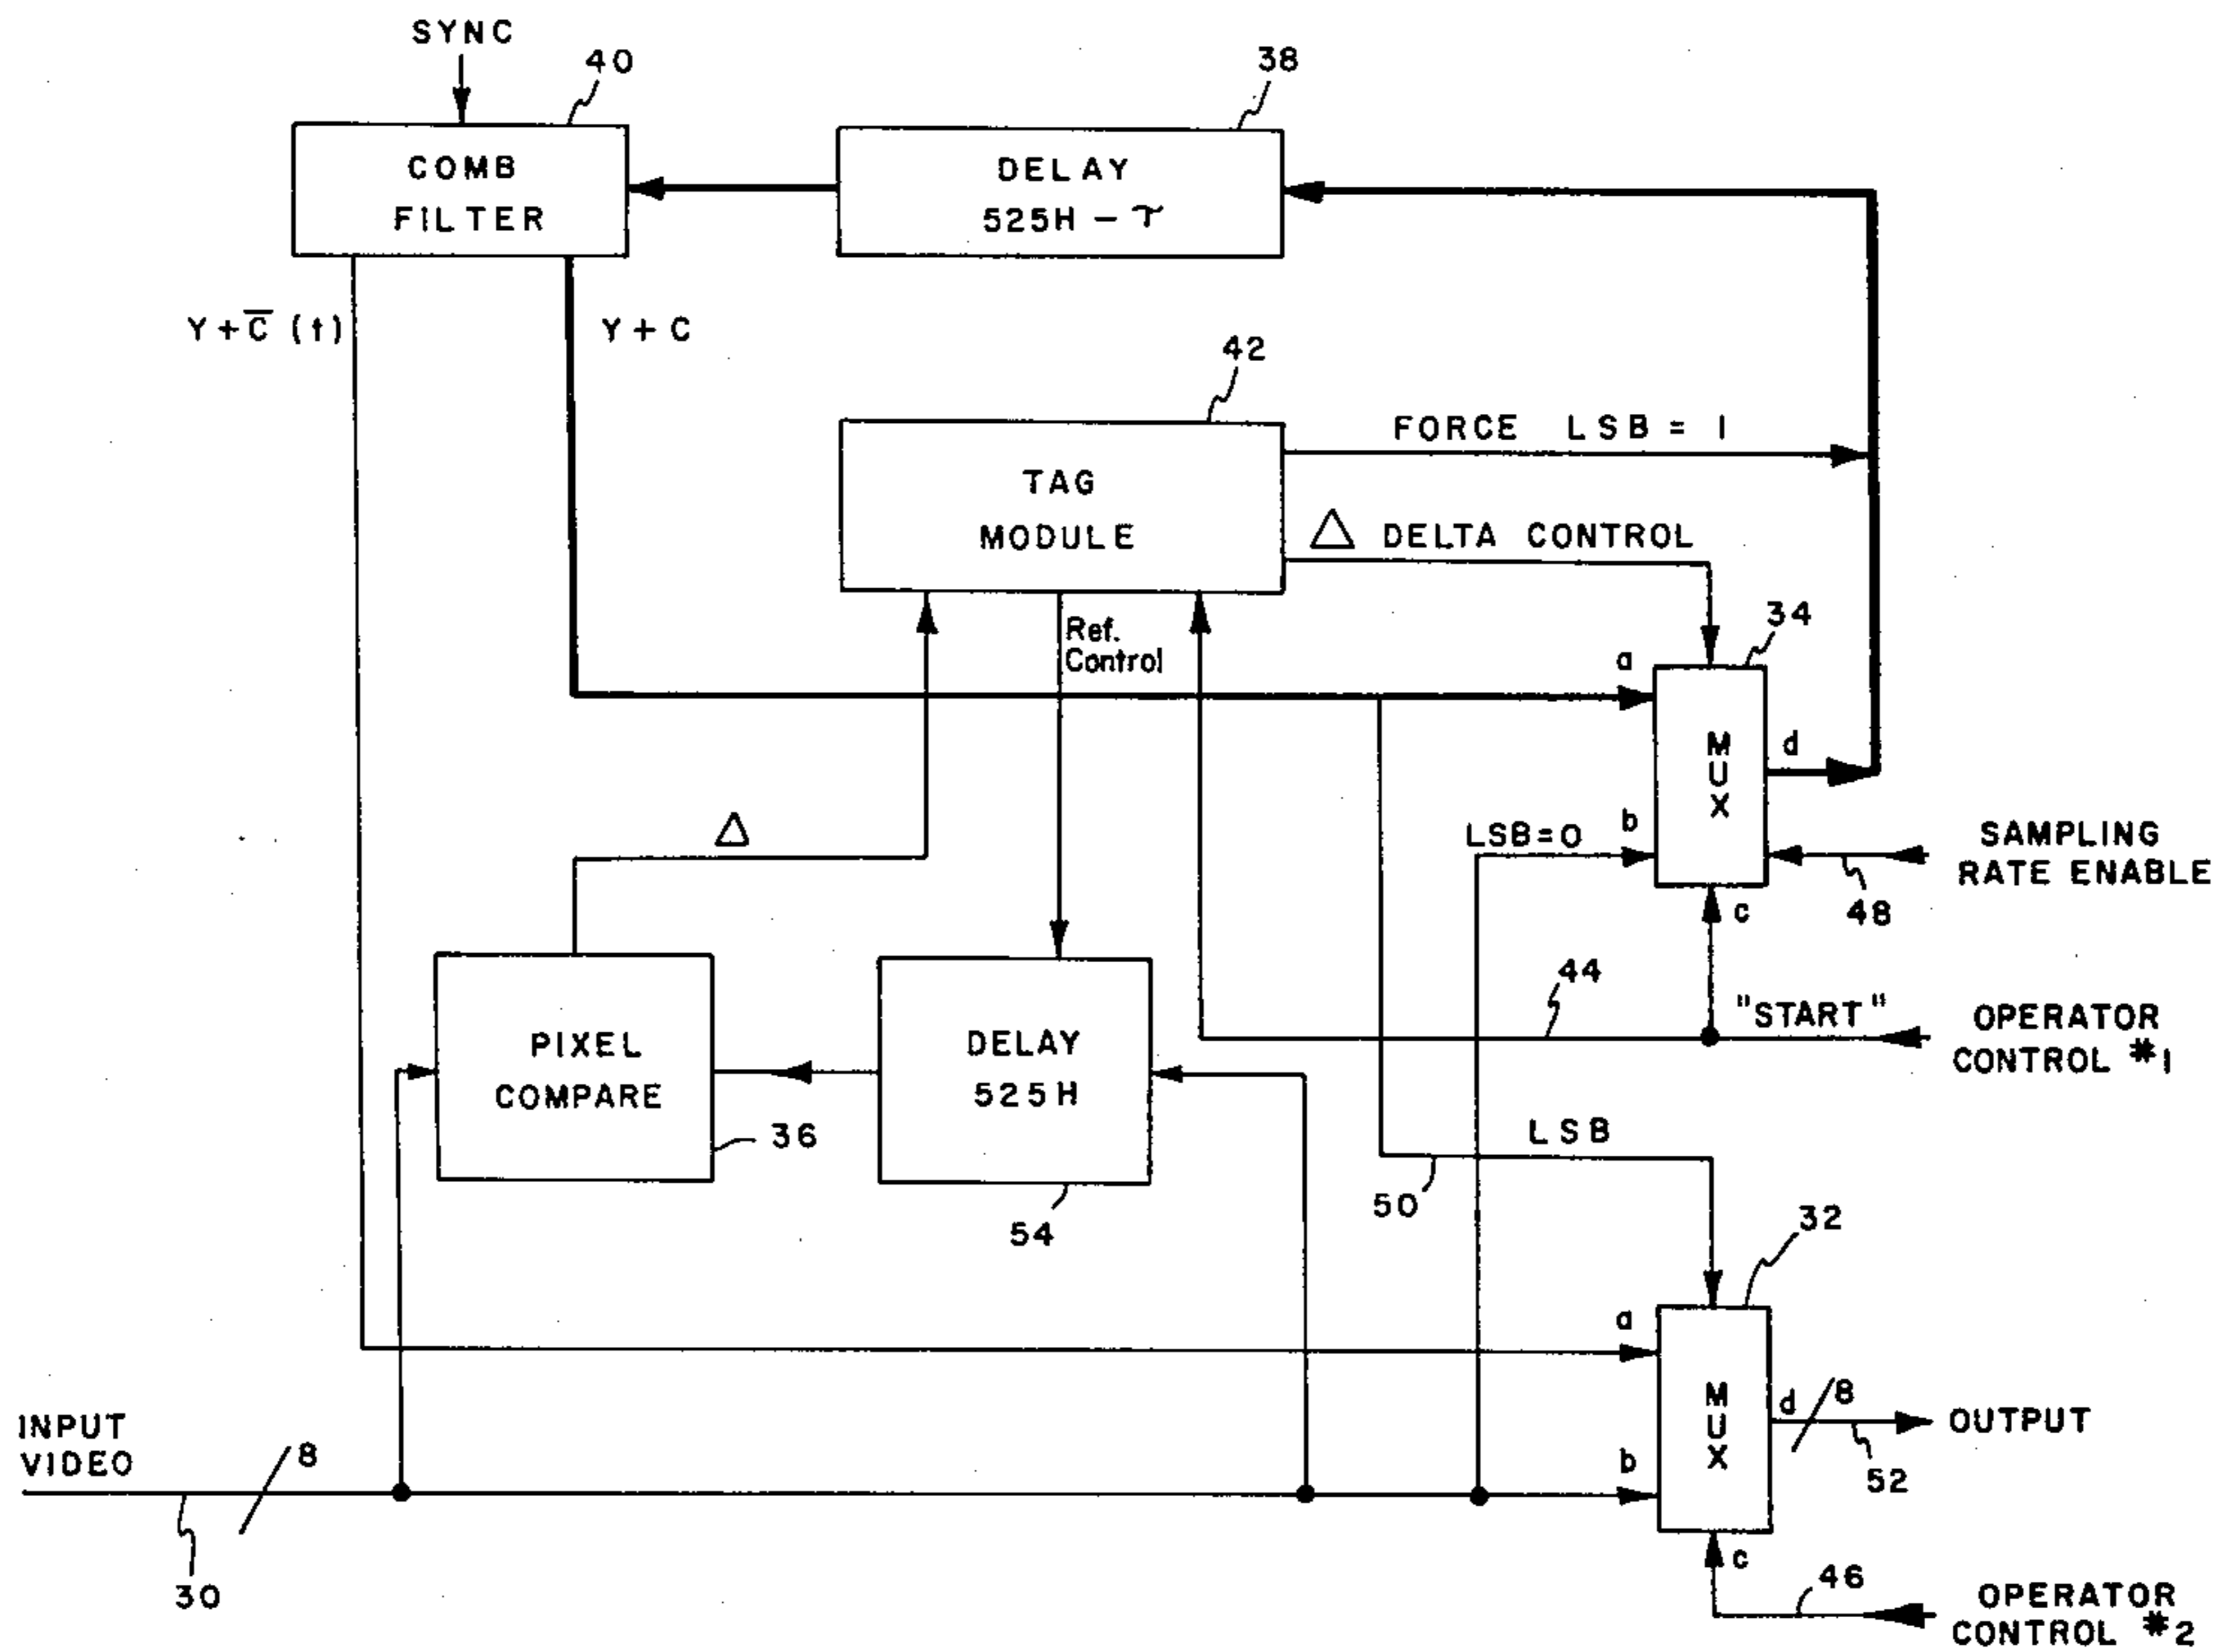 SYNC
40
38
COMB
FILTER
DELAY
525H - τ
Y + C̅ (t)
Y + C
42
FORCE LSB = 1
TAG
MODULE
△ DELTA CONTROL
Ref.
Control
34
a
MUX
d
b
LSB=0
△
SAMPLING
RATE ENABLE
48
c
44
"START"
OPERATOR
CONTROL *1
PIXEL
COMPARE
36
DELAY
525H
54
LSB
50
32
a
MUX
d
8
OUTPUT
52
b
INPUT
VIDEO
8
30
c
46
OPERATOR
CONTROL *2